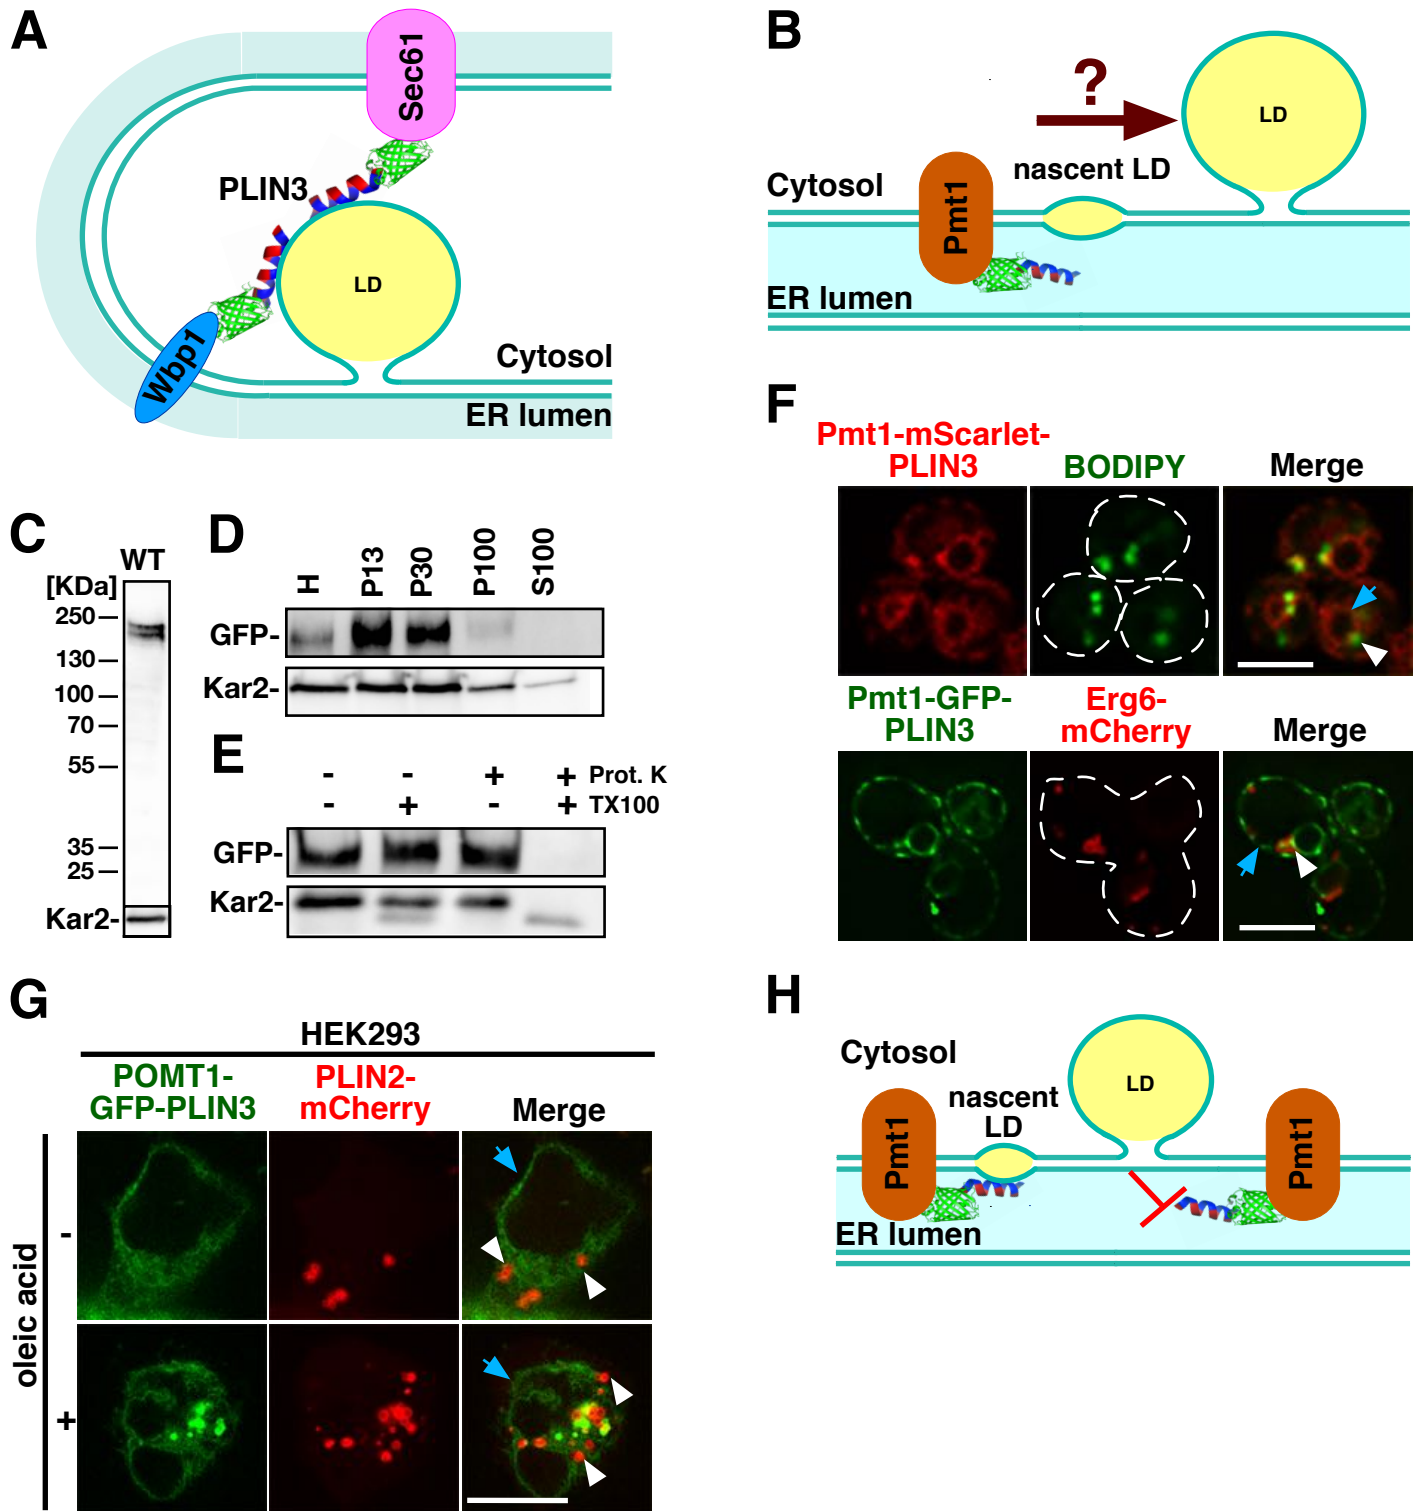 A
Sec61
PLIN3
LD
Wbp1
Cytosol
ER lumen
B
?
LD
nascent LD
Cytosol
Pmt1
ER lumen
C
WT
[KDa]
250
130
100
70
55
35
25
Kar2-
D
H P13 P30 P100 S100
GFP-
Kar2-
E
- - + + Prot. K
- + - + TX100
GFP-
Kar2-
F
Pmt1-mScarlet-
PLIN3
BODIPY
Merge
Pmt1-GFP-
PLIN3
Erg6-
mCherry
Merge
G
HEK293
POMT1-
GFP-PLIN3
PLIN2-
mCherry
Merge
oleic acid
-
+
H
Cytosol
LD
nascent
LD
Pmt1
Pmt1
ER lumen